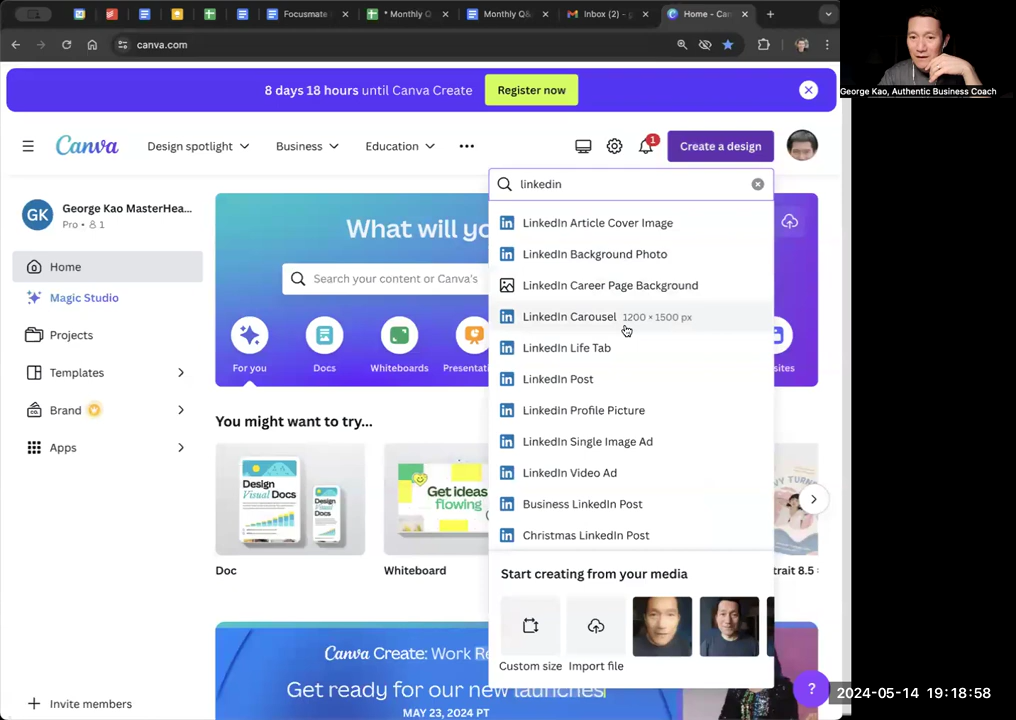 Focusmate
* Monthly Q
Monthly Q&
Inbox (2) -
Home - Can
canva.com
George Kao, Authentic Business Coach
8 days 18 hours until Canva Create
Register now
Canva
Design spotlight
Business
Education
1
Create a design
linkedin
GK
George Kao MasterHea...
Pro • 1
Home
Magic Studio
Projects
Templates
Brand
Apps
What will yo
Search your content or Canva's
For you
Docs
Whiteboards
Presentat
sites
LinkedIn Article Cover Image
LinkedIn Background Photo
LinkedIn Career Page Background
LinkedIn Carousel 1200 × 1500 px
LinkedIn Life Tab
LinkedIn Post
LinkedIn Profile Picture
LinkedIn Single Image Ad
LinkedIn Video Ad
Business LinkedIn Post
Christmas LinkedIn Post
You might want to try...
Design
Visual Docs
Get ideas
flowing
Doc
Whiteboard
trait 8.5
Start creating from your media
Custom size
Import file
Canva Create: Work Re
Get ready for our new launches
MAY 23, 2024 PT
Invite members
?
2024-05-14 19:18:58